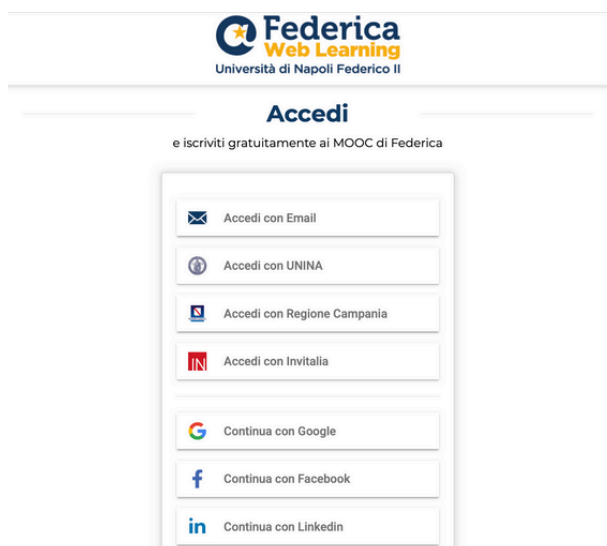 Federica
Web Learning
Università di Napoli Federico II
Accedi
e iscriviti gratuitamente ai MOOC di Federica
Accedi con Email
Accedi con UNINA
Accedi con Regione Campania
IN Accedi con Invitalia
Continua con Google
Continua con Facebook
in Continua con Linkedin